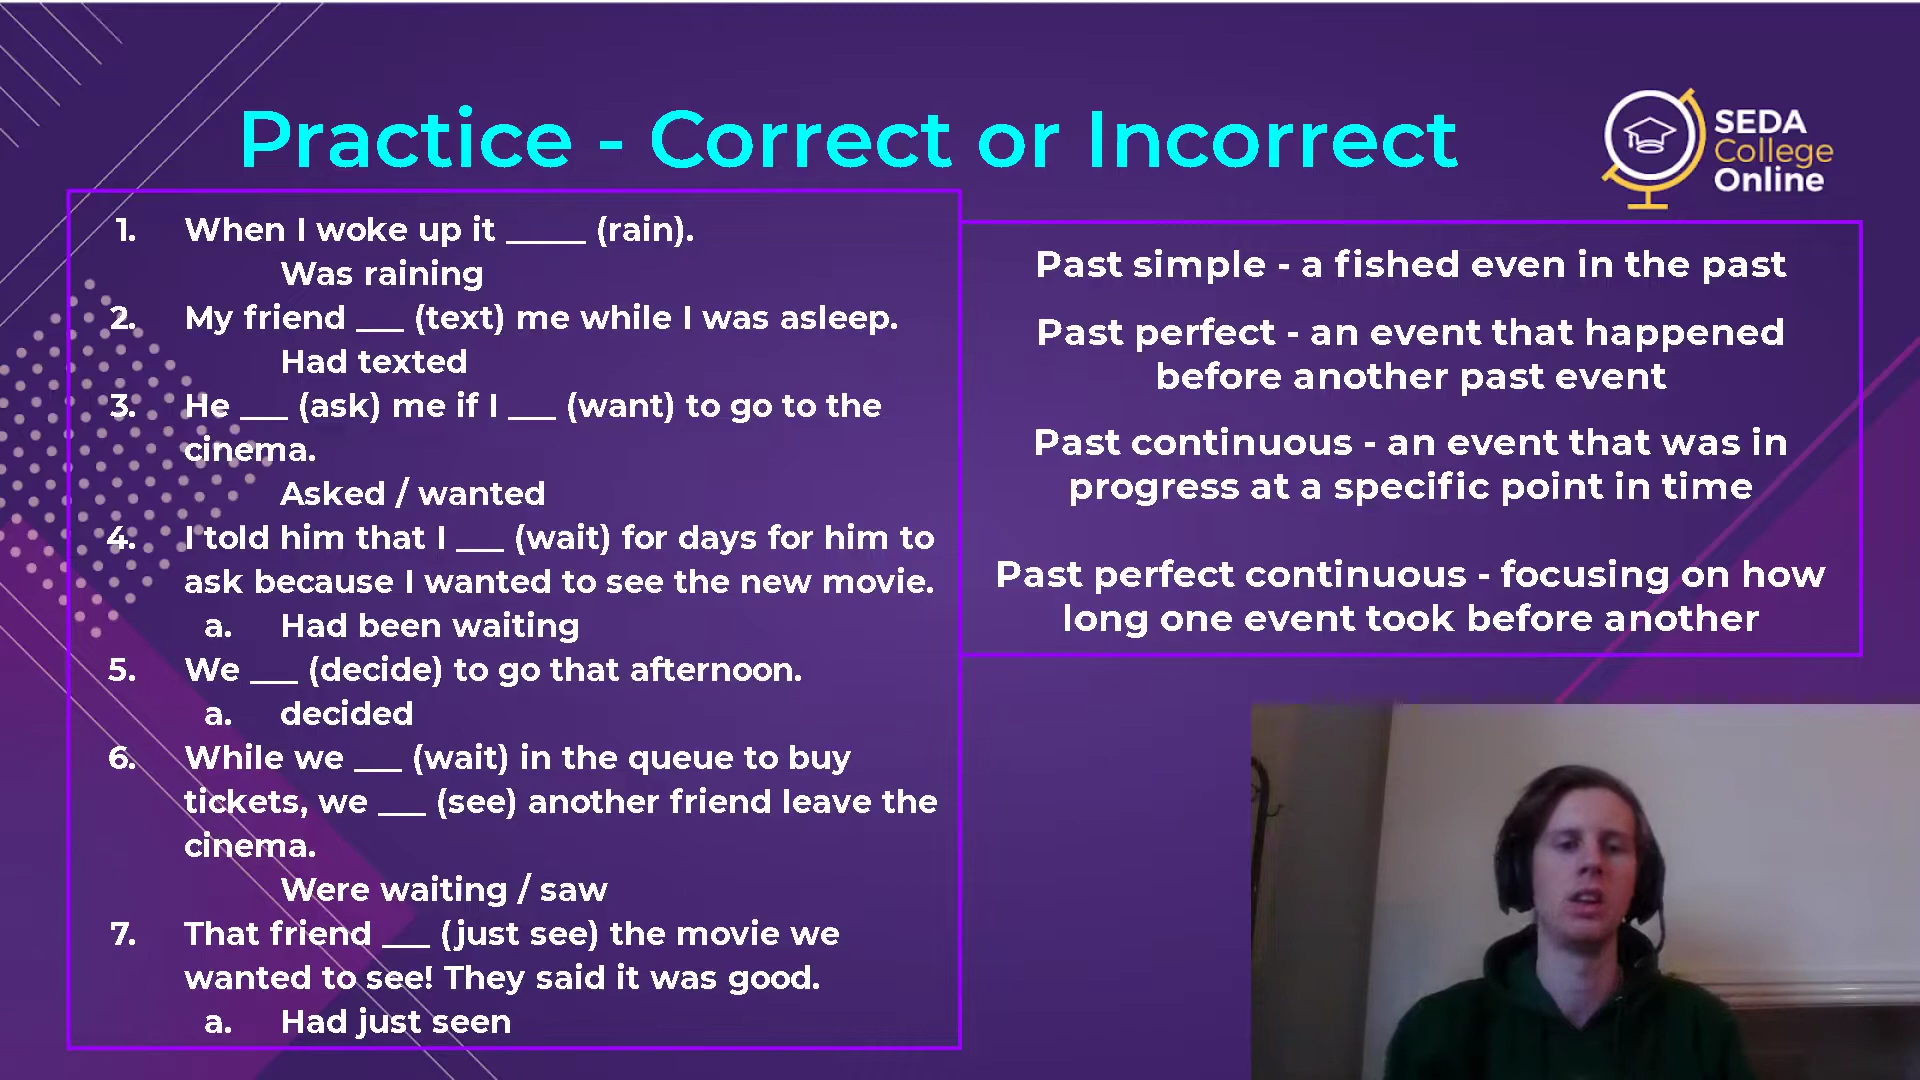 Practice - Correct or Incorrect
SEDA
College
Online
1. When I woke up it _____ (rain).
Was raining
2. My friend ___ (text) me while I was asleep.
Had texted
3. He ___ (ask) me if I ___ (want) to go to the
cinema.
Asked / wanted
4. I told him that I ___ (wait) for days for him to
ask because I wanted to see the new movie.
a. Had been waiting
5. We ___ (decide) to go that afternoon.
a. decided
6. While we ___ (wait) in the queue to buy
tickets, we ___ (see) another friend leave the
cinema.
Were waiting / saw
7. That friend ___ (just see) the movie we
wanted to see! They said it was good.
a. Had just seen
Past simple - a fished even in the past
Past perfect - an event that happened
before another past event
Past continuous - an event that was in
progress at a specific point in time
Past perfect continuous - focusing on how
long one event took before another